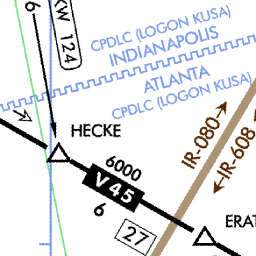 KW 124
6
CPDLC (LOGON KUSA)
INDIANAPOLIS
ATLANTA
CPDLC (LOGON KUSA)
HECKE
IR-080
IR-608
6000
V 45
6
27
ERAT